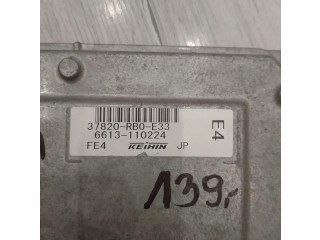 37820-RB0-E33
6613-110224
FE4 KEIHIN JP
E4
139,-